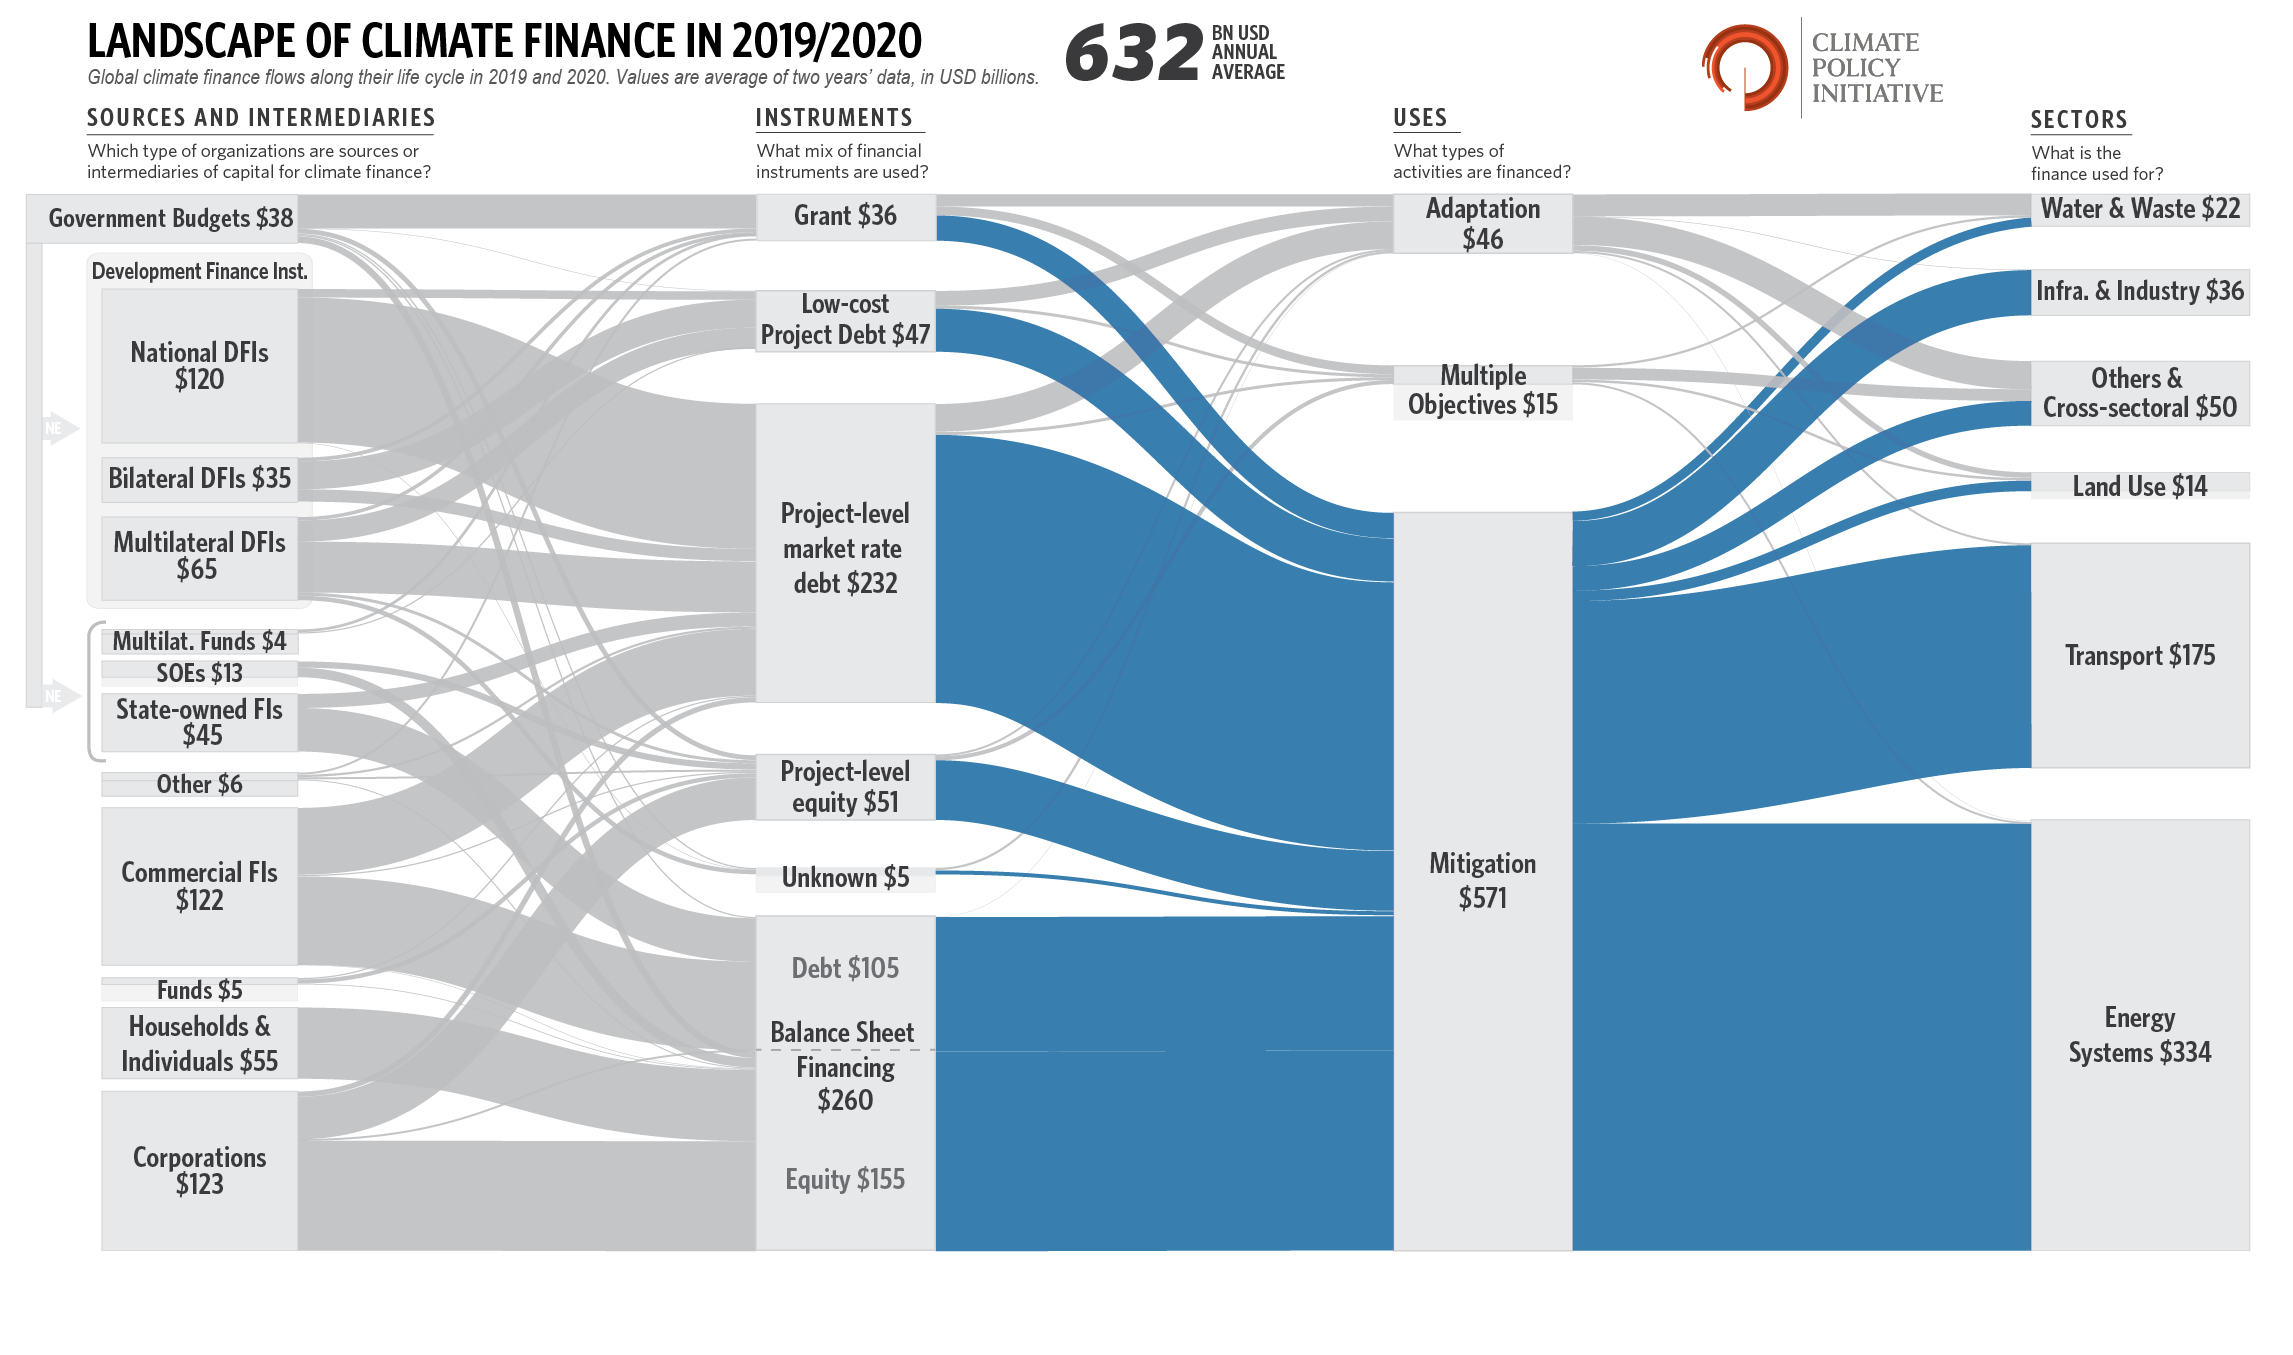 LANDSCAPE OF CLIMATE FINANCE IN 2019/2020
Global climate finance flows along their life cycle in 2019 and 2020. Values are average of two years’ data, in USD billions.
632
BN USD
ANNUAL
AVERAGE
CLIMATE
POLICY
INITIATIVE
SOURCES AND INTERMEDIARIES
Which type of organizations are sources or
intermediaries of capital for climate finance?
Government Budgets $38
Development Finance Inst.
National DFIs
$120
NE
Bilateral DFIs $35
Multilateral DFIs
$65
Multilat. Funds $4
SOEs $13
NE
State-owned FIs
$45
Other $6
Commercial FIs
$122
Funds $5
Households &
Individuals $55
Corporations
$123
INSTRUMENTS
What mix of financial
instruments are used?
Grant $36
Low-cost
Project Debt $47
Project-level
market rate
debt $232
Project-level
equity $51
Unknown $5
Debt $105
Balance Sheet
Financing
$260
Equity $155
USES
What types of
activities are financed?
Adaptation
$46
Multiple
Objectives $15
Mitigation
$571
SECTORS
What is the
finance used for?
Water & Waste $22
Infra. & Industry $36
Others &
Cross-sectoral $50
Land Use $14
Transport $175
Energy
Systems $334